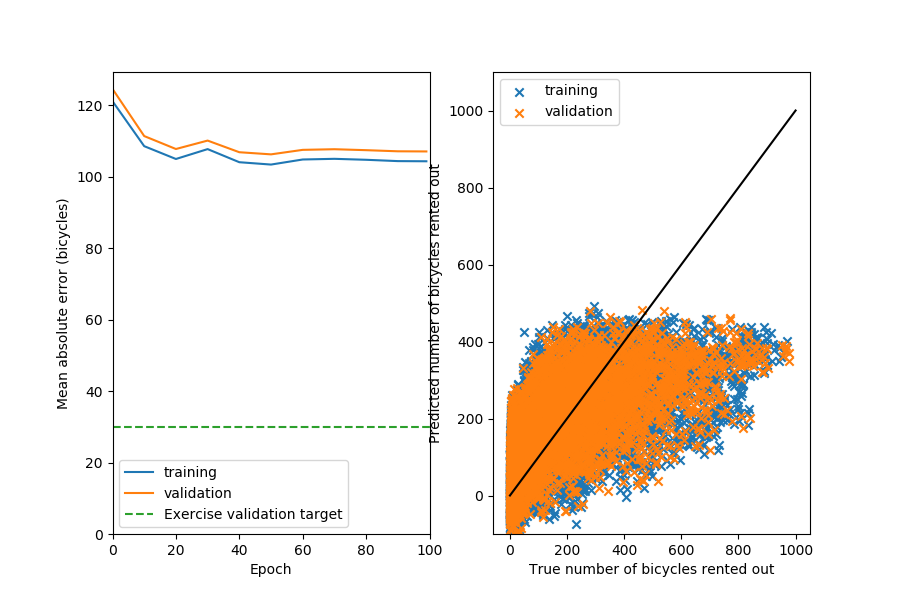 Mean absolute error (bicycles)
120
100
80
60
40
20
0
training
validation
Exercise validation target
0 20 40 60 80 100
Epoch
Predicted number of bicycles rented out
training
validation
1000
800
600
400
200
0
0 200 400 600 800 1000
True number of bicycles rented out